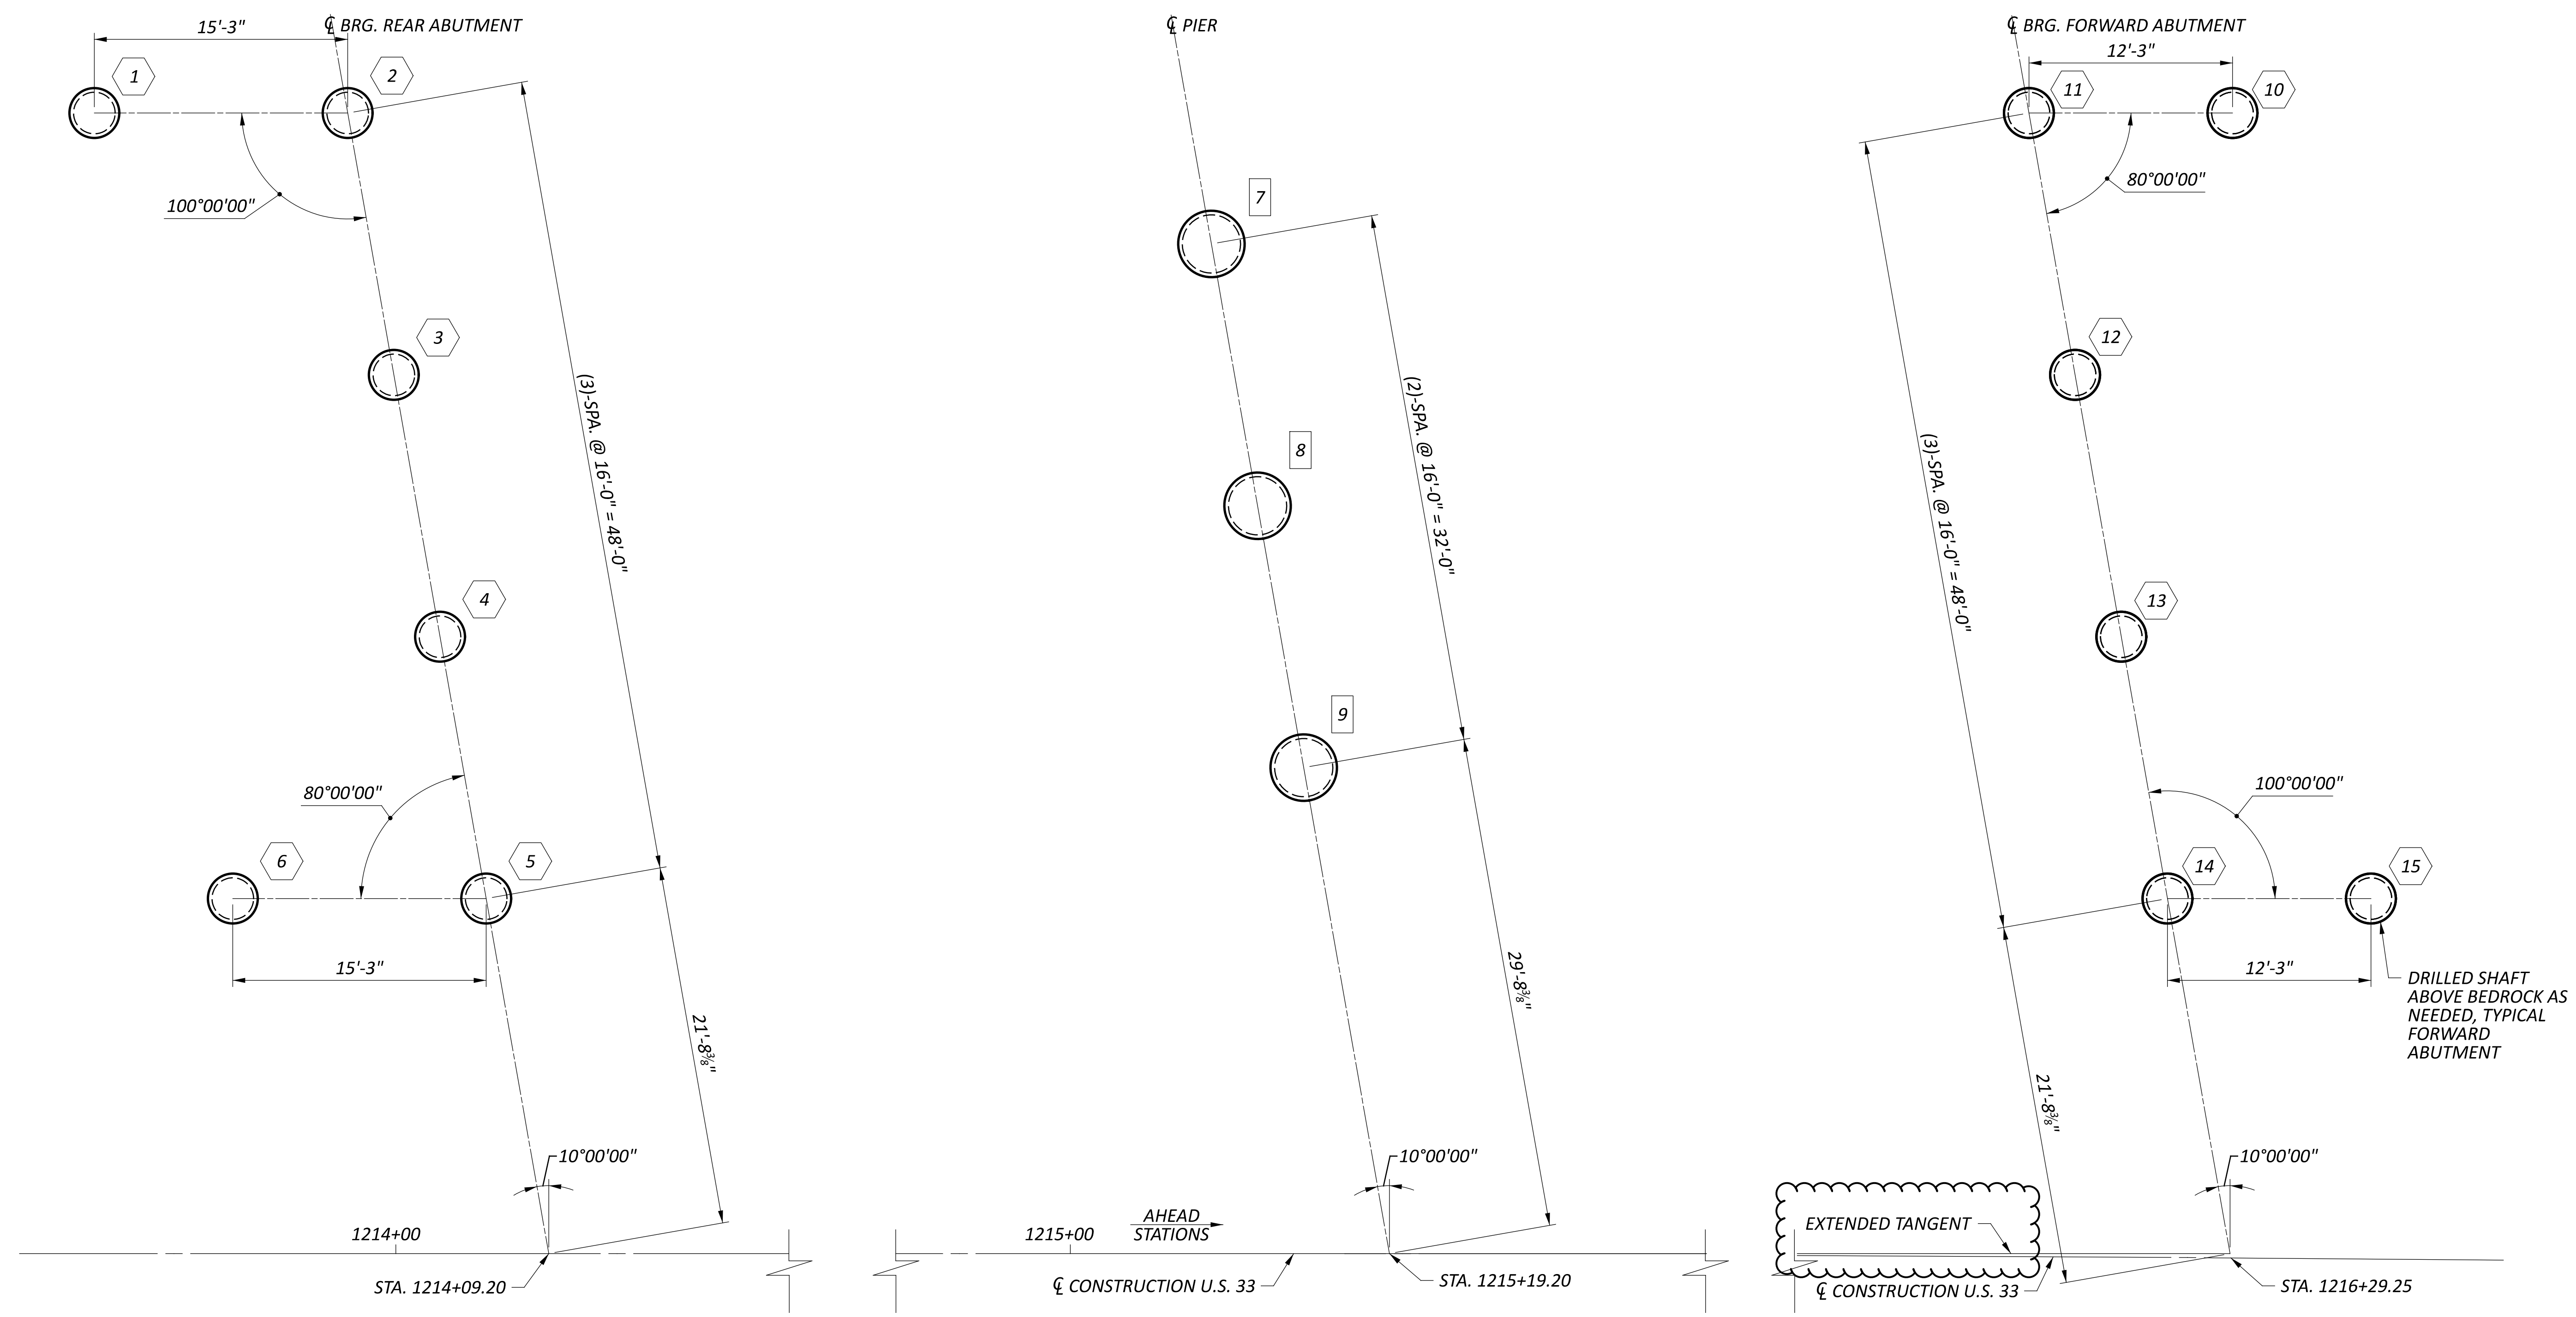 ℄ BRG. REAR ABUTMENT
15'-3"
1
2
100°00'00"
3
(3)-SPA. @ 16'-0" = 48'-0"
4
80°00'00"
6
5
15'-3"
21'-8⅜"
10°00'00"
1214+00
STA. 1214+09.20
℄ PIER
7
8
(2)-SPA. @ 16'-0" = 32'-0"
9
29'-8⅜"
10°00'00"
1215+00
AHEAD
STATIONS
℄ CONSTRUCTION U.S. 33
STA. 1215+19.20
℄ BRG. FORWARD ABUTMENT
12'-3"
11
10
80°00'00"
12
(3)-SPA. @ 16'-0" = 48'-0"
13
100°00'00"
14
15
12'-3"
DRILLED SHAFT
ABOVE BEDROCK AS
NEEDED, TYPICAL
FORWARD
ABUTMENT
21'-8⅜"
10°00'00"
EXTENDED TANGENT
℄ CONSTRUCTION U.S. 33
STA. 1216+29.25